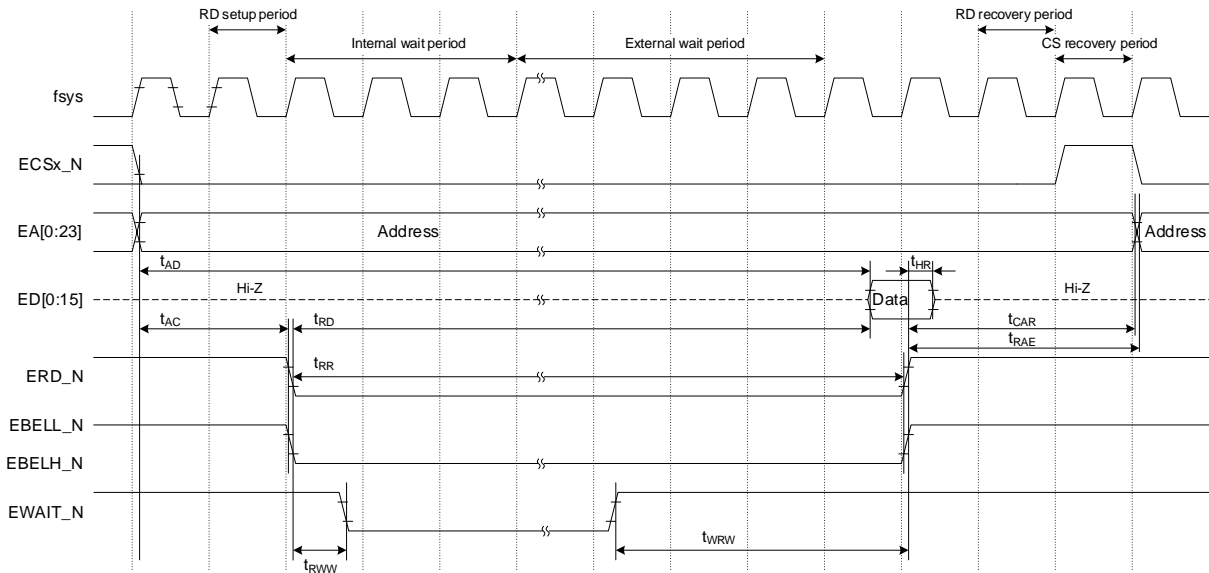 RD setup period
RD recovery period
Internal wait period
External wait period
CS recovery period
fsys
ECSx_N
EA[0:23]
Address
Address
tAD
tHR
ED[0:15]
Hi-Z
Data
Hi-Z
tAC
tRD
tCAR
tRAE
ERD_N
tRR
EBELL_N
EBELH_N
EWAIT_N
tWRW
tRWW